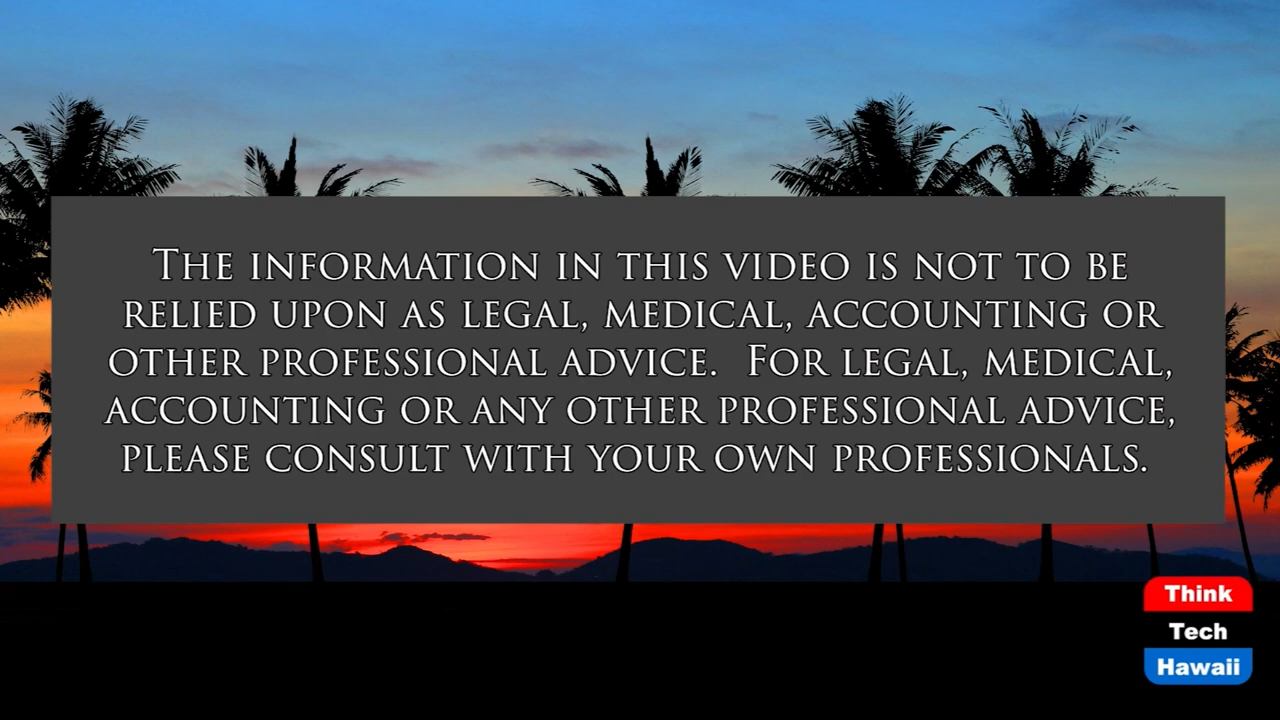 The information in this video is not to be
relied upon as legal, medical, accounting or
other professional advice. For legal, medical,
accounting or any other professional advice,
please consult with your own professionals.
Think
Tech
Hawaii